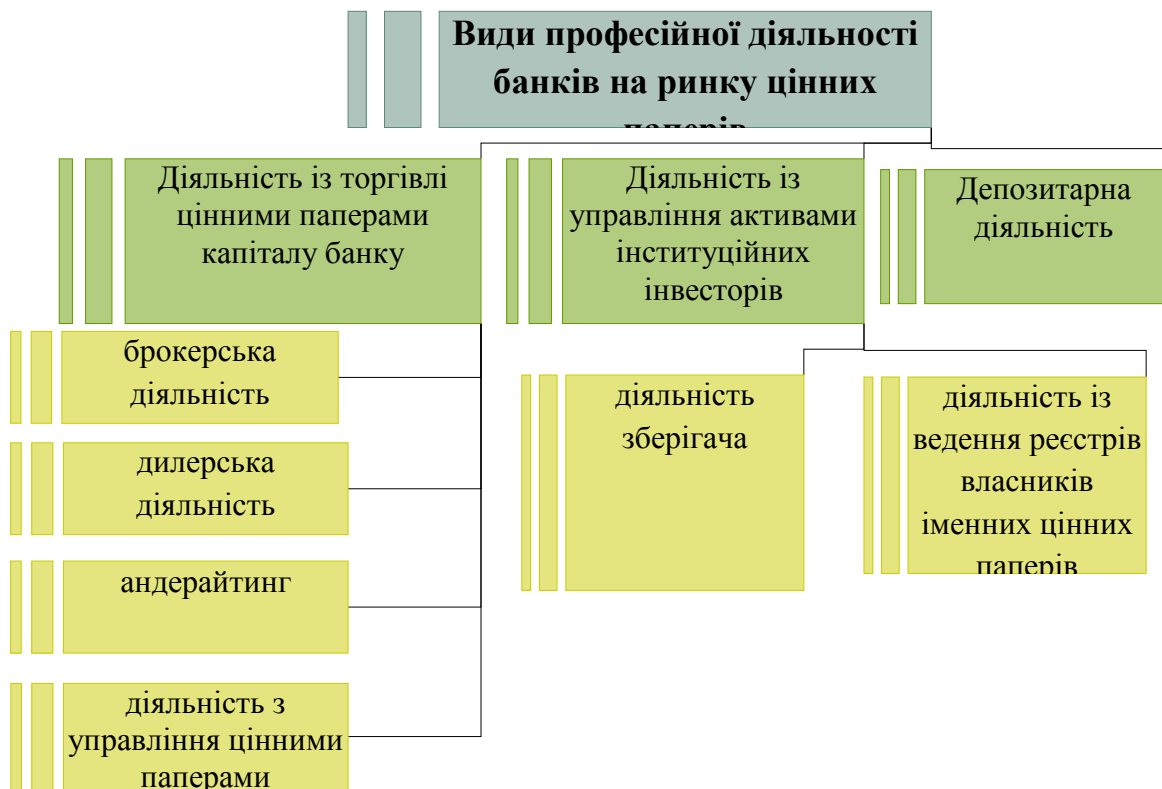 Види професійної діяльності
банків на ринку цінних
паперів
Діяльність із торгівлі
цінними паперами
капіталу банку
Діяльність із
управління активами
інституційних
інвесторів
Депозитарна
діяльність
брокерська
діяльність
дилерська
діяльність
андерайтинг
діяльність з
управління цінними
паперами
діяльність
зберігача
діяльність із
ведення реєстрів
власників
іменних цінних
паперів